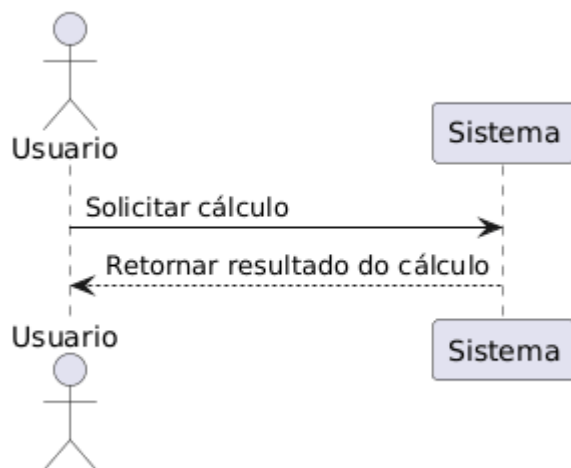 Usuario
Sistema
Solicitar cálculo
Retornar resultado do cálculo
Usuario
Sistema